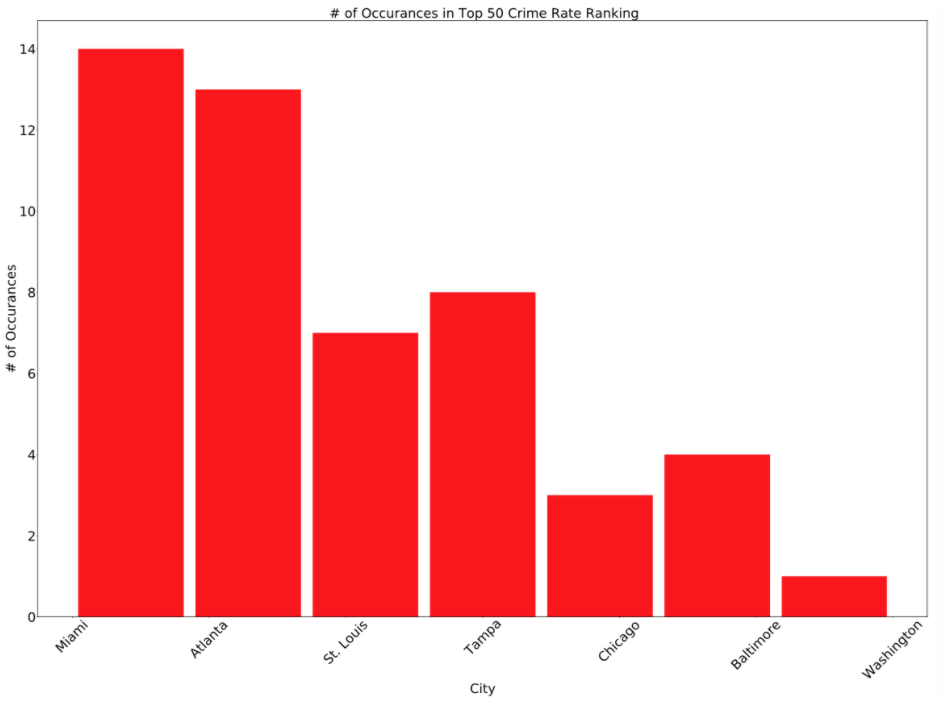 # of Occurances in Top 50 Crime Rate Ranking
14
12
10
8
6
4
2
0
# of Occurances
Miami
Atlanta
St. Louis
Tampa
Chicago
Baltimore
Washington
City